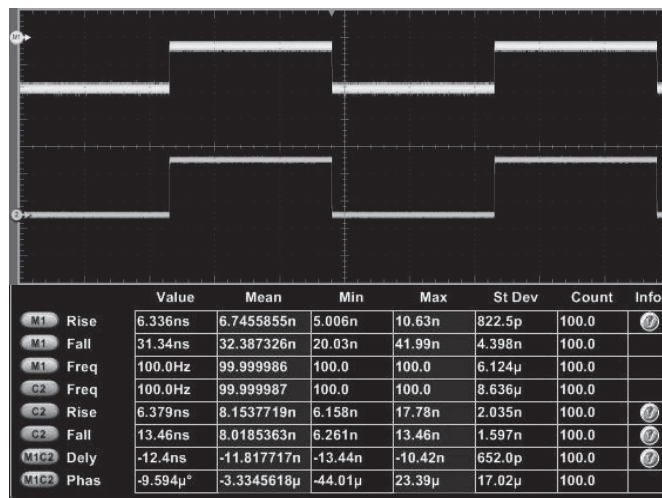 M1
2
Value Mean Min Max St Dev Count Info
M1 Rise 6.336ns 6.7455855n 5.006n 10.63n 822.5p 100.0
M1 Fall 31.34ns 32.387326n 20.03n 41.99n 4.398n 100.0
M1 Freq 100.0Hz 99.999986 100.0 100.0 6.124µ 100.0
C2 Freq 100.0Hz 99.999987 100.0 100.0 8.636µ 100.0
C2 Rise 6.379ns 8.1537719n 6.158n 17.78n 2.035n 100.0
C2 Fall 13.46ns 8.0185363n 6.261n 13.46n 1.597n 100.0
M1C2 Dely -12.4ns -11.817717n -13.44n -10.42n 652.0p 100.0
M1C2 Phas -9.594µ° -3.3345618µ -44.01µ 23.39µ 17.02µ 100.0